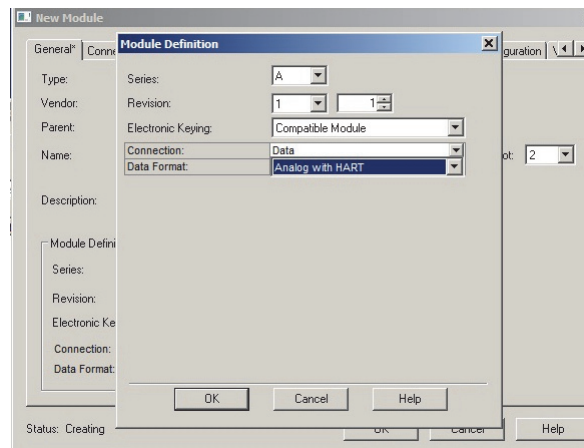 New Module
General* Conne guration
Module Definition
Type:
Vendor:
Parent:
Name:
ot: 2
Description:
Module Defini
Series:
Revision:
Electronic Ke
Connection:
Data Format:
Series: A
Revision: 1 1
Electronic Keying: Compatible Module
Connection: Data
Data Format: Analog with HART
OK Cancel Help
Status: Creating OK Cancel Help